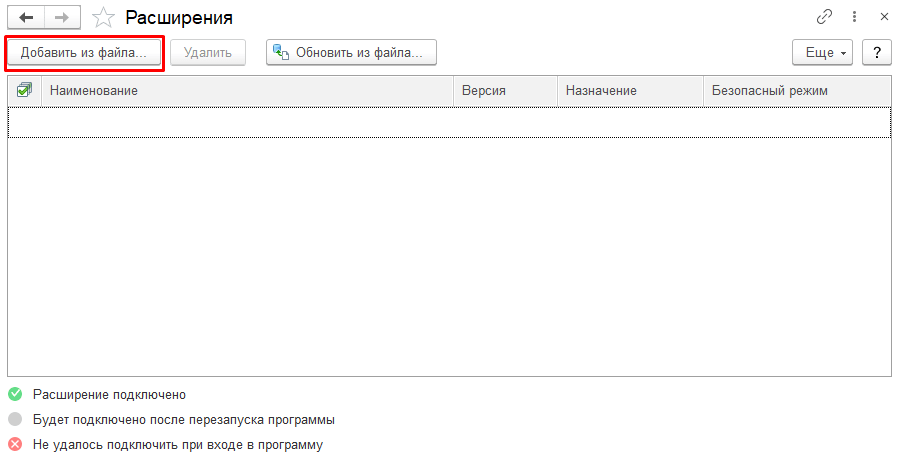 Расширения
Добавить из файла... Удалить Обновить из файла... Еще ?
Наименование Версия Назначение Безопасный режим
Расширение подключено
Будет подключено после перезапуска программы
Не удалось подключить при входе в программу